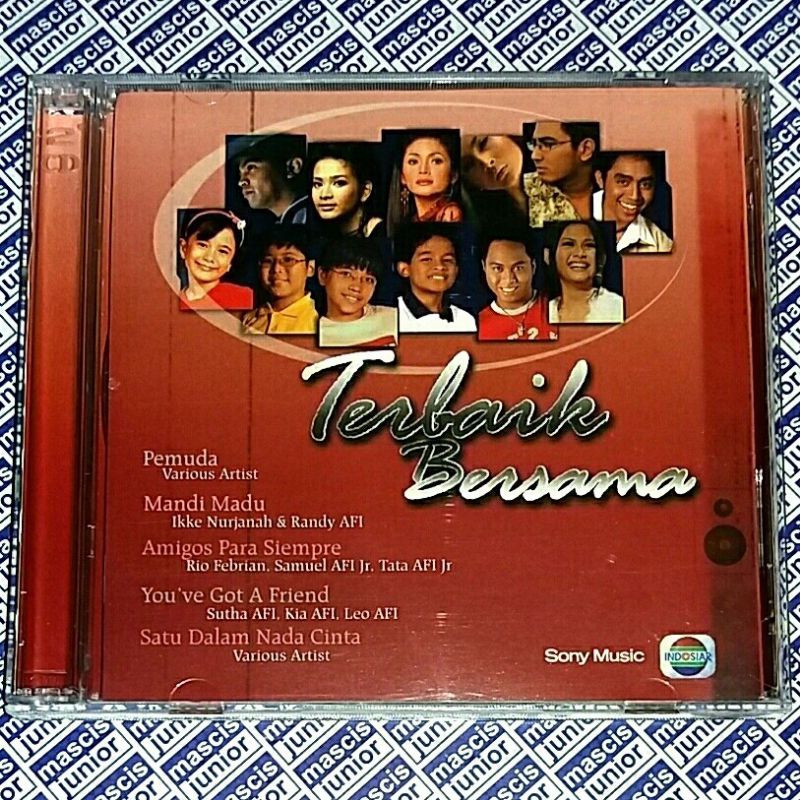 Terbaik
Bersama
Pemuda
Various Artist
Mandi Madu
Ikke Nurjanah & Randy AFI
Amigos Para Siempre
Rio Febrian, Samuel AFI Jr, Tata AFI Jr
You've Got A Friend
Sutha AFI, Kia AFI, Leo AFI
Satu Dalam Nada Cinta
Various Artist
Sony Music
INDOSIAR
mascis
junior